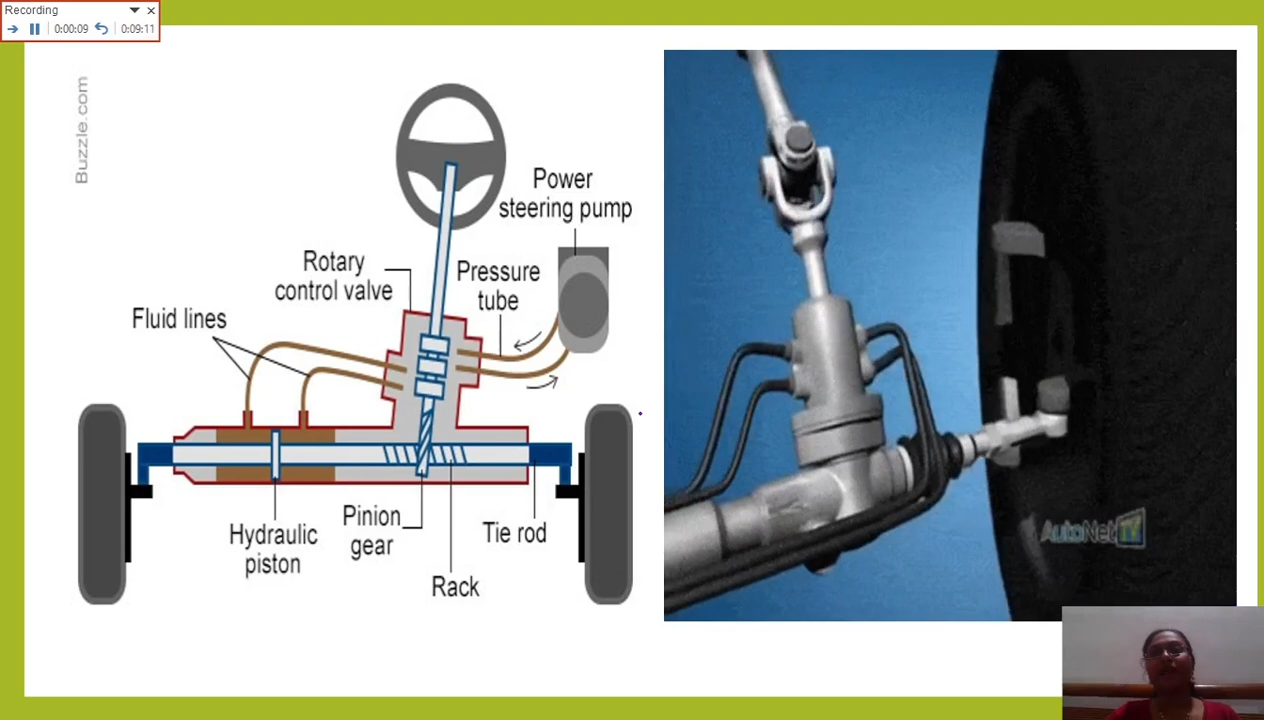 Recording
0:00:09
0:09:11
Buzzle.com
Power
steering pump
Rotary
control valve
Pressure
tube
Fluid lines
Hydraulic
piston
Pinion
gear
Tie rod
Rack
AutoNetTV